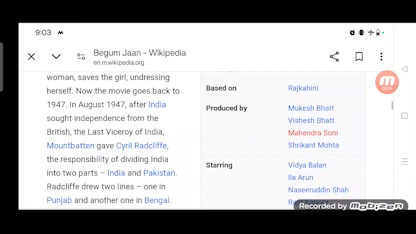 9:03
Begum Jaan – Wikipedia
en.m.wikipedia.org
woman, saves the girl, undressing
herself. Now the movie goes back to
1947. In August 1947, after India
sought independence from the
British, the Last Viceroy of India,
Mountbatten gave Cyril Radcliffe,
the responsibility of dividing India
into two parts – India and Pakistan.
Radcliffe drew two lines – one in
Punjab and another one in Bengal.
Based on
Rajkahini
Produced by
Mukesh Bhatt
Vishesh Bhatt
Mahendra Soni
Shrikant Mohta
Starring
Vidya Balan
Ila Arun
Naseeruddin Shah
Recorded by MOBIZEN